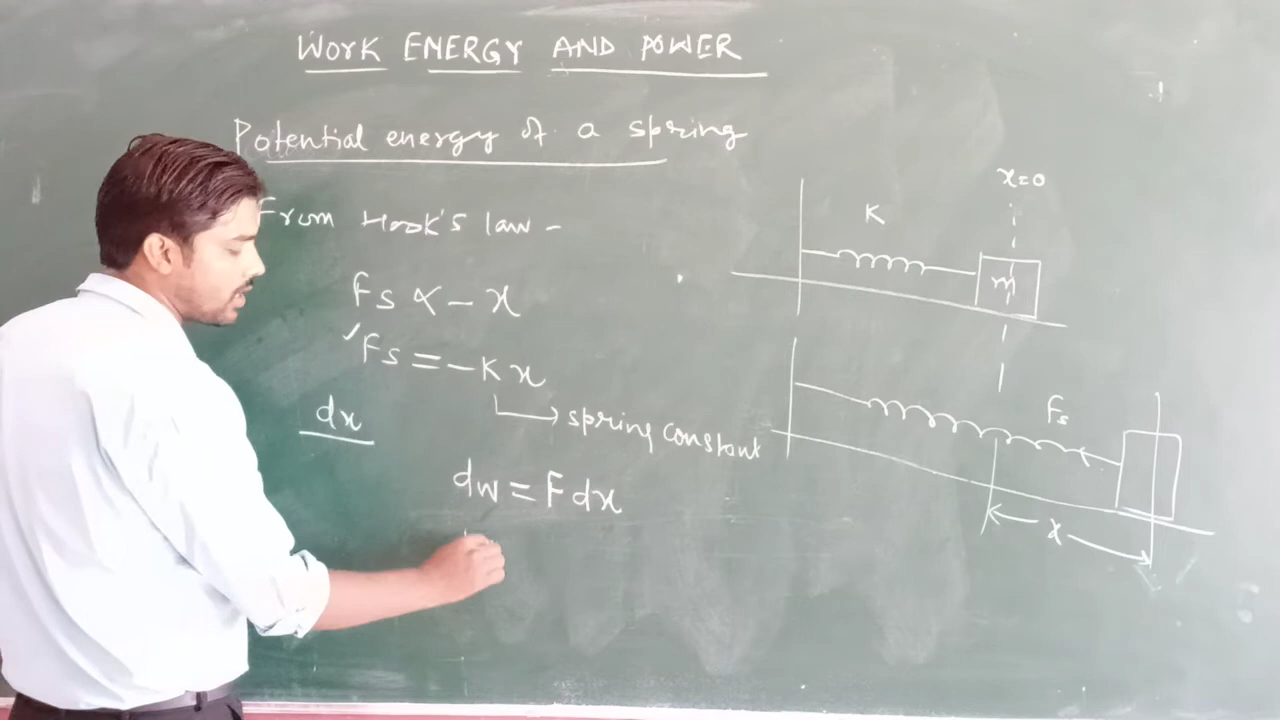 WORK ENERGY AND POWER
Potential energy of a spring
From Hook's law -
Fs ∝ - x
✓Fs = - K x
spring constant
dx
dw = F dx
x=0
K
m
Fs
x